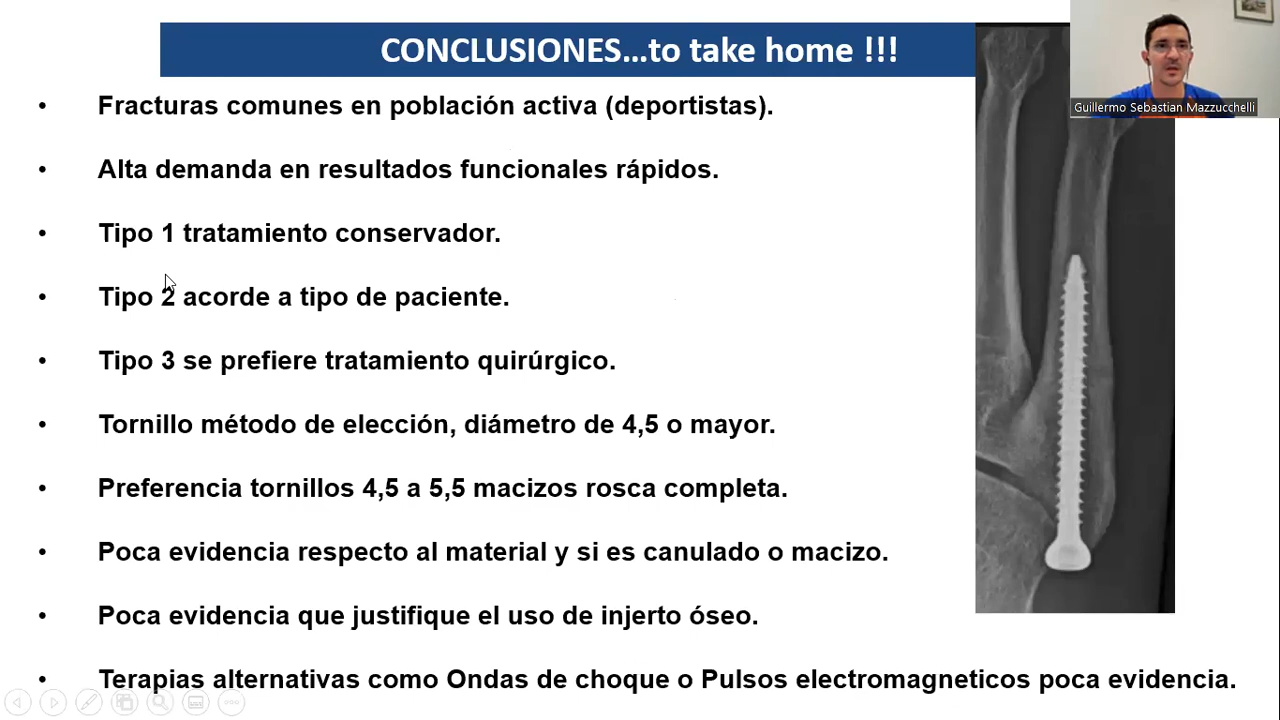 CONCLUSIONES...to take home !!!
Guillermo Sebastian Mazzucchelli
• Fracturas comunes en población activa (deportistas).
• Alta demanda en resultados funcionales rápidos.
• Tipo 1 tratamiento conservador.
• Tipo 2 acorde a tipo de paciente.
• Tipo 3 se prefiere tratamiento quirúrgico.
• Tornillo método de elección, diámetro de 4,5 o mayor.
• Preferencia tornillos 4,5 a 5,5 macizos rosca completa.
• Poca evidencia respecto al material y si es canulado o macizo.
• Poca evidencia que justifique el uso de injerto óseo.
• Terapias alternativas como Ondas de choque o Pulsos electromagneticos poca evidencia.